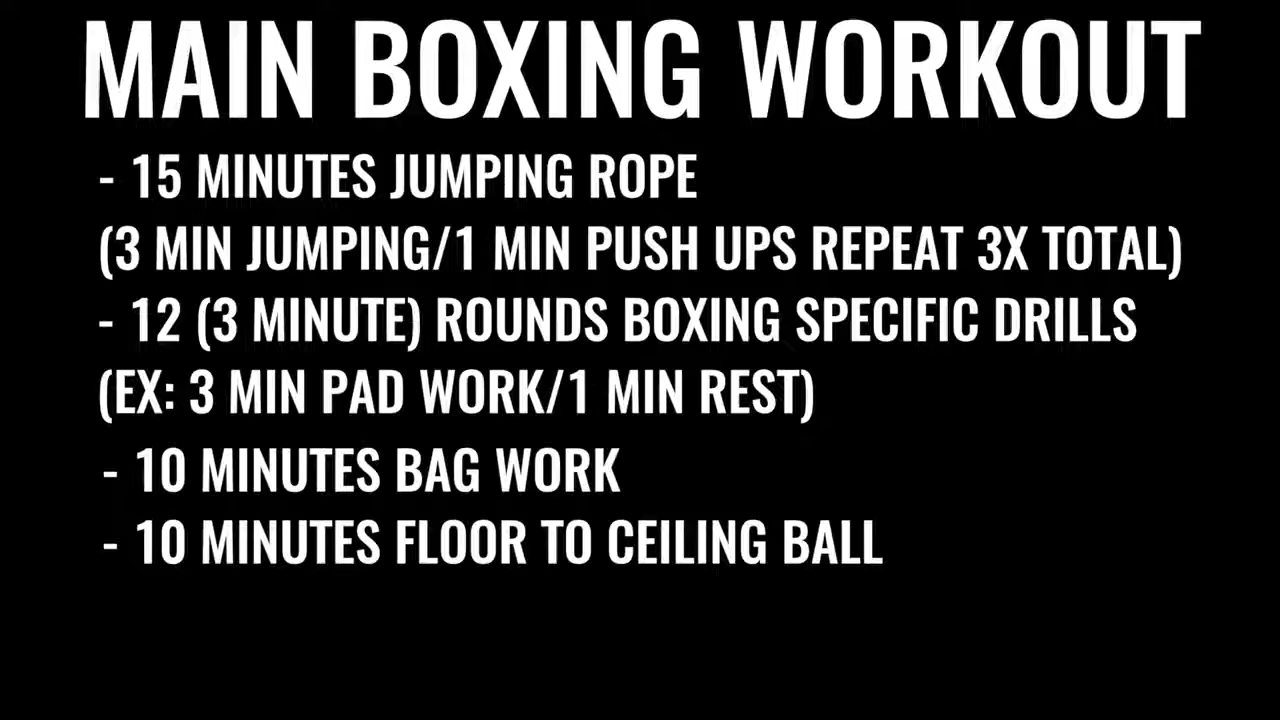 MAIN BOXING WORKOUT
- 15 MINUTES JUMPING ROPE
(3 MIN JUMPING/1 MIN PUSH UPS REPEAT 3X TOTAL)
- 12 (3 MINUTE) ROUNDS BOXING SPECIFIC DRILLS
(EX: 3 MIN PAD WORK/1 MIN REST)
- 10 MINUTES BAG WORK
- 10 MINUTES FLOOR TO CEILING BALL